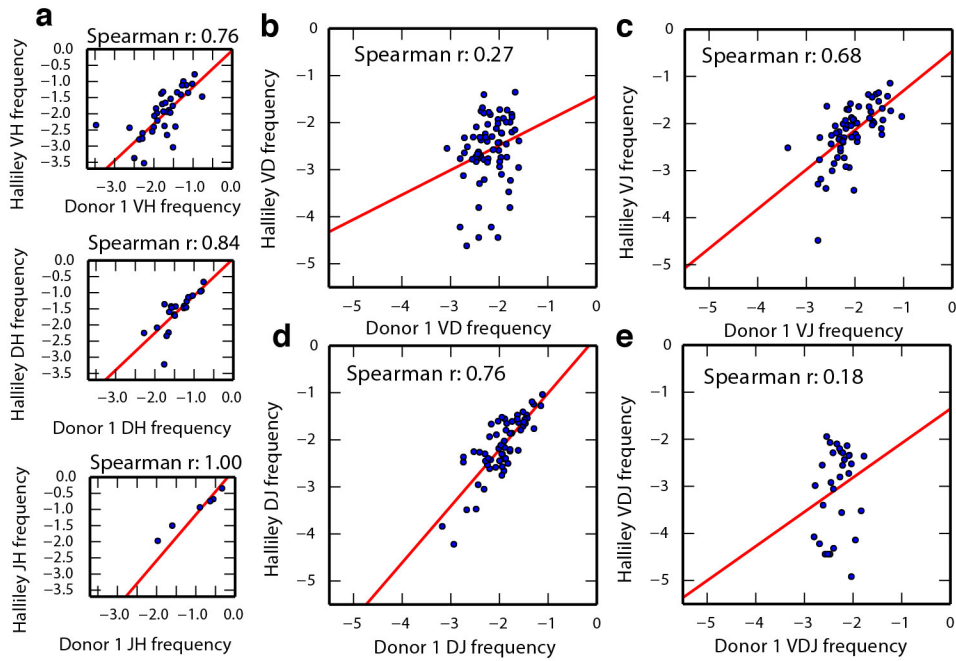 a
Spearman r: 0.76
Halliley VH frequency
0.0
−0.5
−1.0
−1.5
−2.0
−2.5
−3.0
−3.5
−3.0 −2.0 −1.0 0.0
Donor 1 VH frequency
Spearman r: 0.84
Halliley DH frequency
0.0
−0.5
−1.0
−1.5
−2.0
−2.5
−3.0
−3.5
−3.0 −2.0 −1.0 0.0
Donor 1 DH frequency
Spearman r: 1.00
Halliley JH frequency
0.0
−0.5
−1.0
−1.5
−2.0
−2.5
−3.0
−3.5
−3.0 −2.0 −1.0 0.0
Donor 1 JH frequency
b
Spearman r: 0.27
Halliley VD frequency
0
−1
−2
−3
−4
−5
−5 −4 −3 −2 −1 0
Donor 1 VD frequency
c
Spearman r: 0.68
Halliley VJ frequency
0
−1
−2
−3
−4
−5
−5 −4 −3 −2 −1 0
Donor 1 VJ frequency
d
Spearman r: 0.76
Halliley DJ frequency
0
−1
−2
−3
−4
−5
−5 −4 −3 −2 −1 0
Donor 1 DJ frequency
e
Spearman r: 0.18
Halliley VDJ frequency
0
−1
−2
−3
−4
−5
−5 −4 −3 −2 −1 0
Donor 1 VDJ frequency